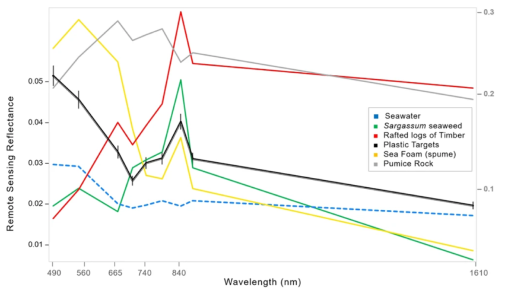 0.3
0.05
0.2
0.04
Seawater
Sargassum seaweed
Rafted logs of Timber
Plastic Targets
Sea Foam (spume)
Pumice Rock
0.03
0.1
0.02
0.01
Remote Sensing Reflectance
490 560 665 740 840 1610
Wavelength (nm)